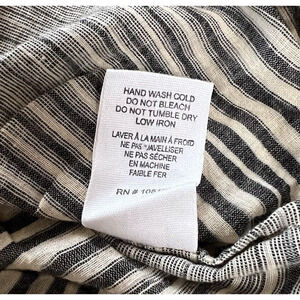 HAND WASH COLD
DO NOT BLEACH
DO NOT TUMBLE DRY
LOW IRON
LAVER À LA MAIN À FROID
NE PAS JAVELLISER
NE PAS SÉCHER
EN MACHINE
FAIBLE FER
RN #